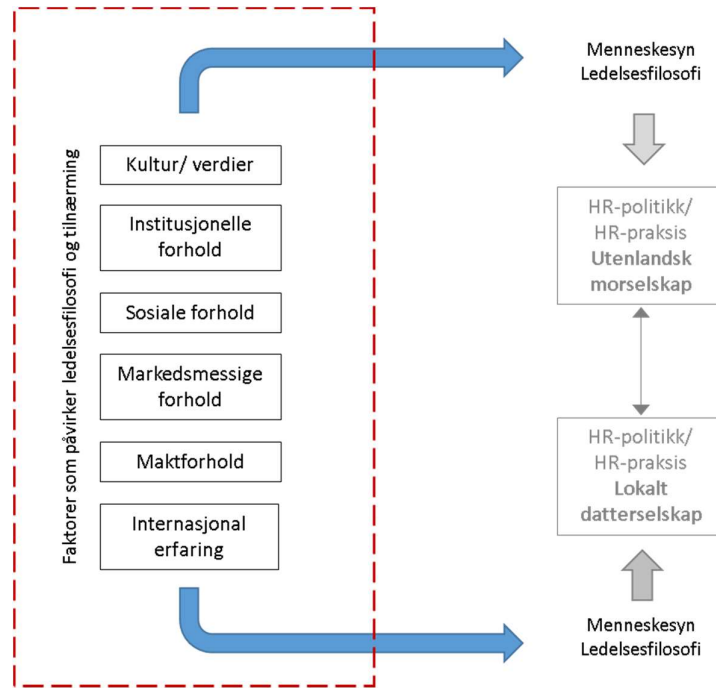 Faktorer som påvirker ledelsesfilosofi og tilnærming
Kultur/ verdier
Institusjonelle
forhold
Sosiale forhold
Markedsmessige
forhold
Maktforhold
Internasjonal
erfaring
Menneskesyn
Ledelsesfilosofi
HR-politikk/
HR-praksis
Utenlandsk
morselskap
HR-politikk/
HR-praksis
Lokalt
datterselskap
Menneskesyn
Ledelsesfilosofi